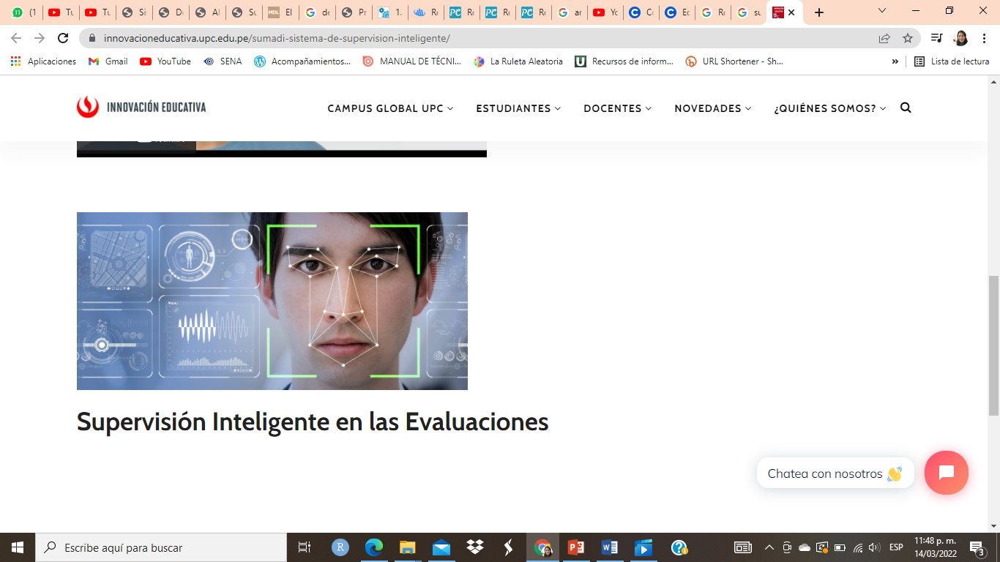 (1 Tu Tu Si: D: Al Su El de Pr 1. Re Re Re Re ar Yo C Ec Re su
innovacioneducativa.upc.edu.pe/sumadi-sistema-de-supervision-inteligente/
Aplicaciones Gmail YouTube SENA Acompañamientos... MANUAL DE TÉCNI... La Ruleta Aleatoria Recursos de inform... URL Shortener - Sh... » Lista de lectura
INNOVACIÓN EDUCATIVA CAMPUS GLOBAL UPC ESTUDIANTES DOCENTES NOVEDADES ¿QUIÉNES SOMOS?
Supervisión Inteligente en las Evaluaciones
Chatea con nosotros 👋
Escribe aquí para buscar ESP 11:48 p. m.
14/03/2022 3